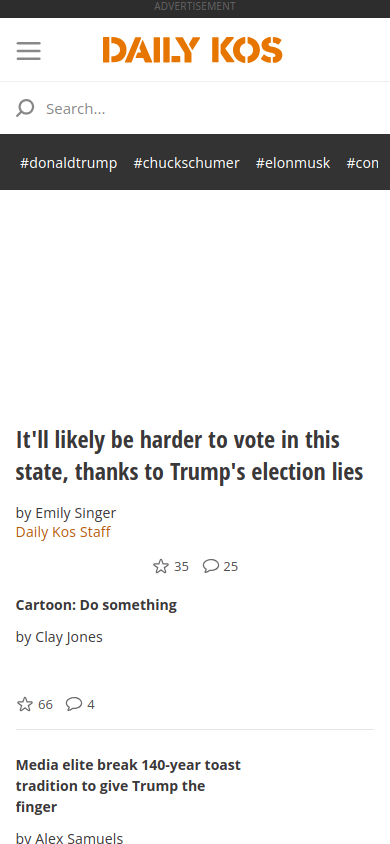 ADVERTISEMENT
DAILY KOS
Search...
#donaldtrump #chuckschumer #elonmusk
It'll likely be harder to vote in this
state, thanks to Trump's election lies
by Emily Singer
Daily Kos Staff
35 25
Cartoon: Do something
by Clay Jones
66 4
Media elite break 140-year toast
tradition to give Trump the
finger
by Alex Samuels